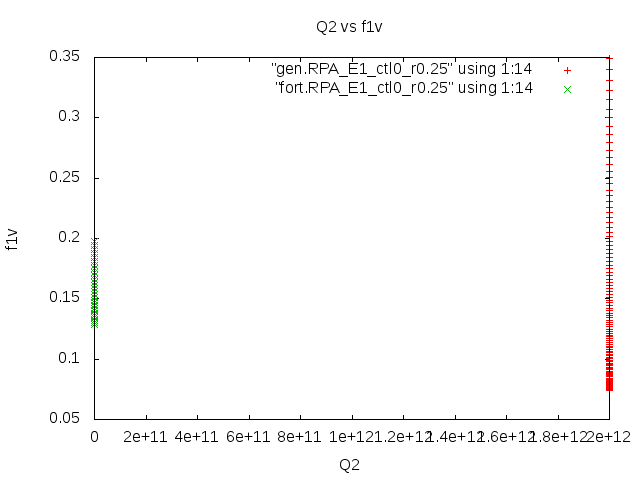 Q2 vs f1v
"gen.RPA_E1_ctl0_r0.25" using 1:14
"fort.RPA_E1_ctl0_r0.25" using 1:14
0.35
0.3
0.25
0.2
0.15
0.1
0.05
f1v
0 2e+11 4e+11 6e+11 8e+11 1e+12 1.2e+12 1.4e+12 1.6e+12 1.8e+12 2e+12
Q2